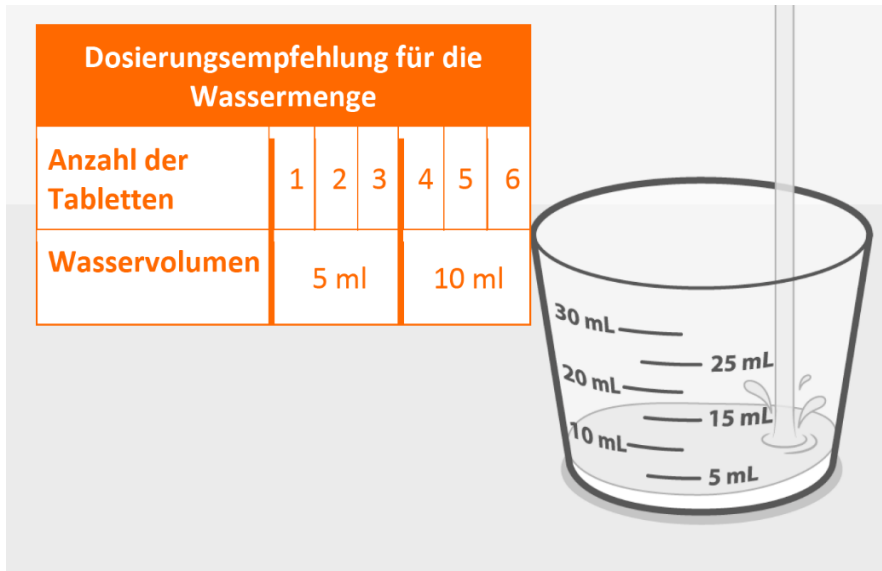 Dosierungsempfehlung für die
Wassermenge
Anzahl der
Tabletten
1 2 3 4 5 6
Wasservolumen
5 ml 10 ml
30 mL
25 mL
20 mL
15 mL
10 mL
5 mL